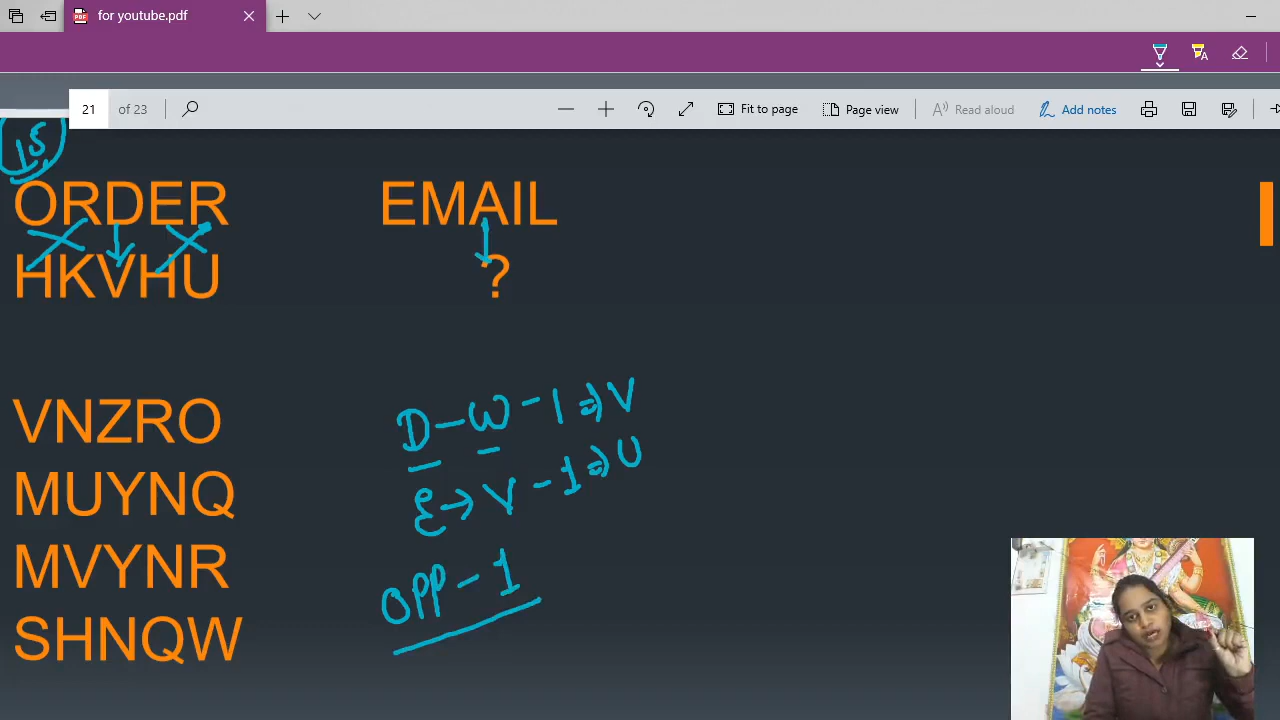 for youtube.pdf
21 of 23
Fit to page
Page view
Read aloud
Add notes
15
ORDER EMAIL
HKVHU ?
VNZRO
MUYNQ
MVYNR
SHNQW
D - W - 1 ⇒ V
E → V - 1 ⇒ U
OPP - 1